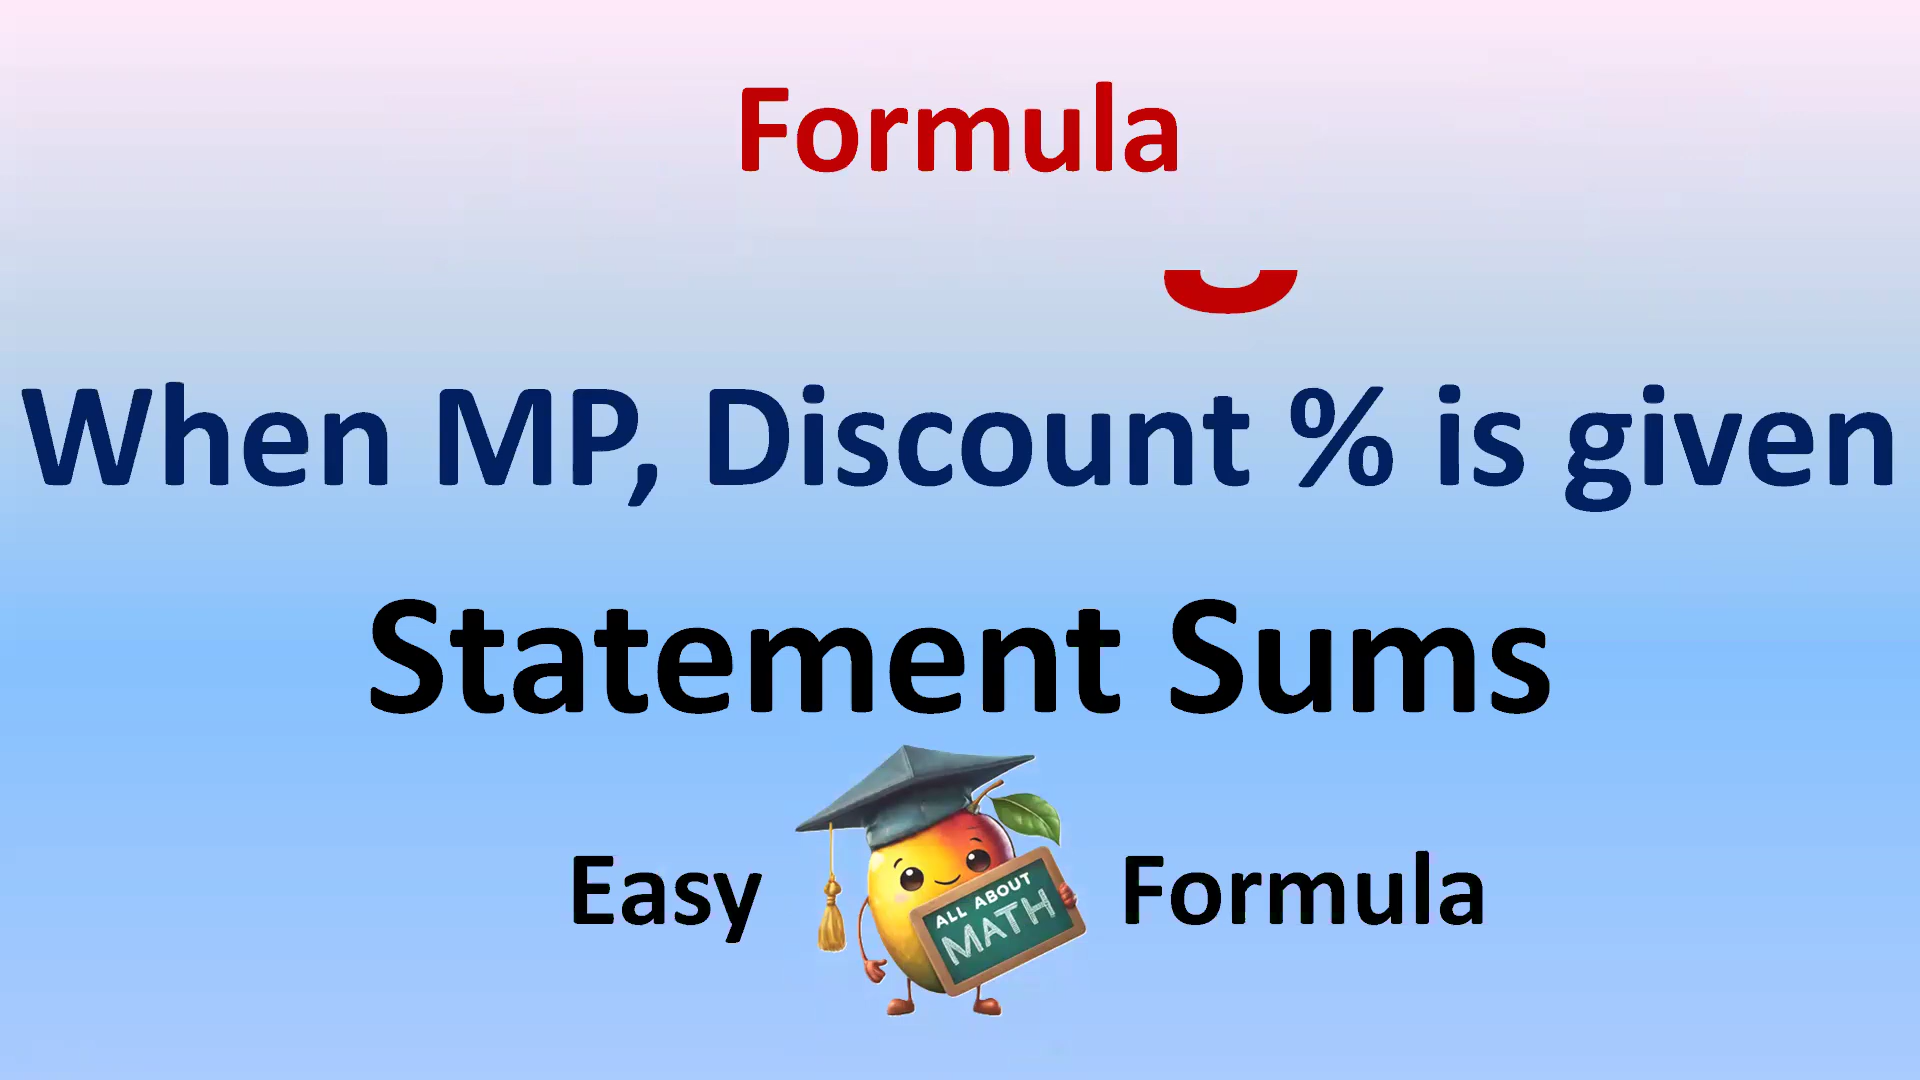 Formula
When MP, Discount % is given
Statement Sums
Easy
ALL ABOUT
MATH
Formula